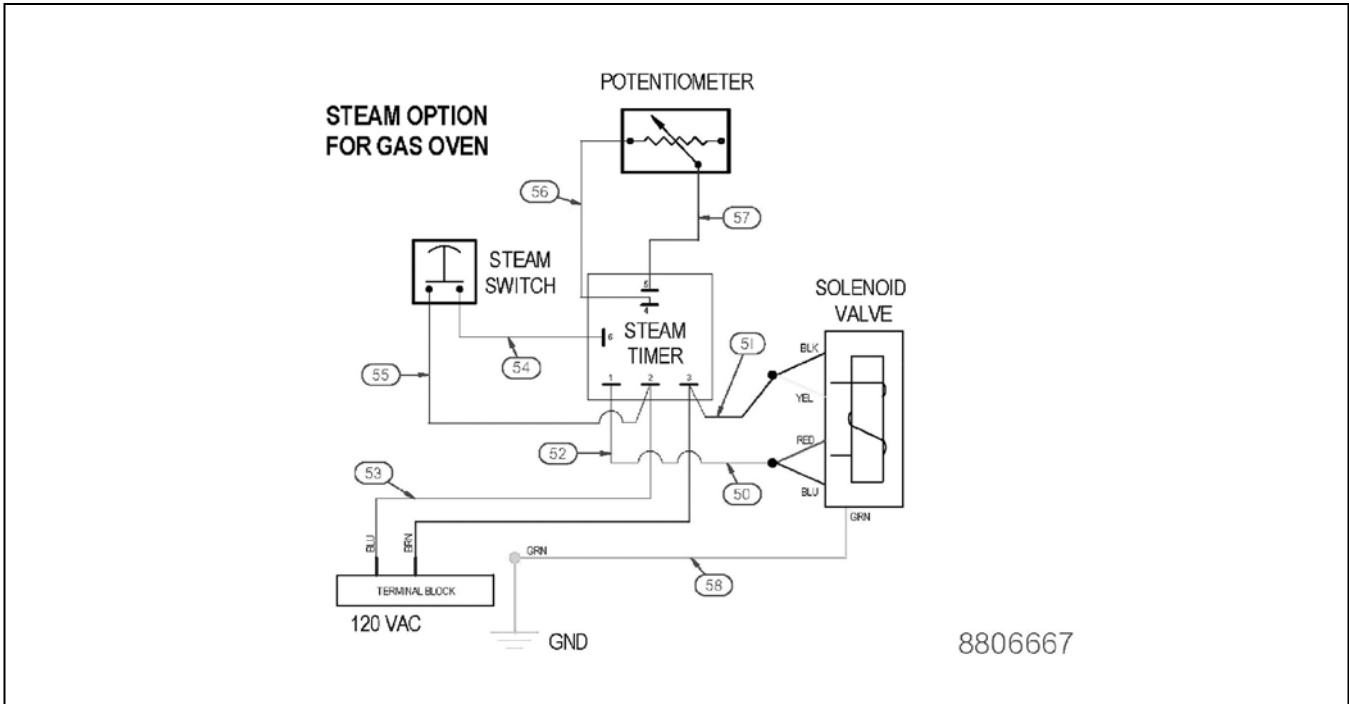 POTENTIOMETER
STEAM OPTION
FOR GAS OVEN
56
57
STEAM
SWITCH
5
4
SOLENOID
VALVE
6
STEAM
TIMER
51
BLK
54
55
1
2
3
YEL
RED
52
53
50
BLU
GRN
BLU
BRN
GRN
58
TERMINAL BLOCK
120 VAC
GND
8806667